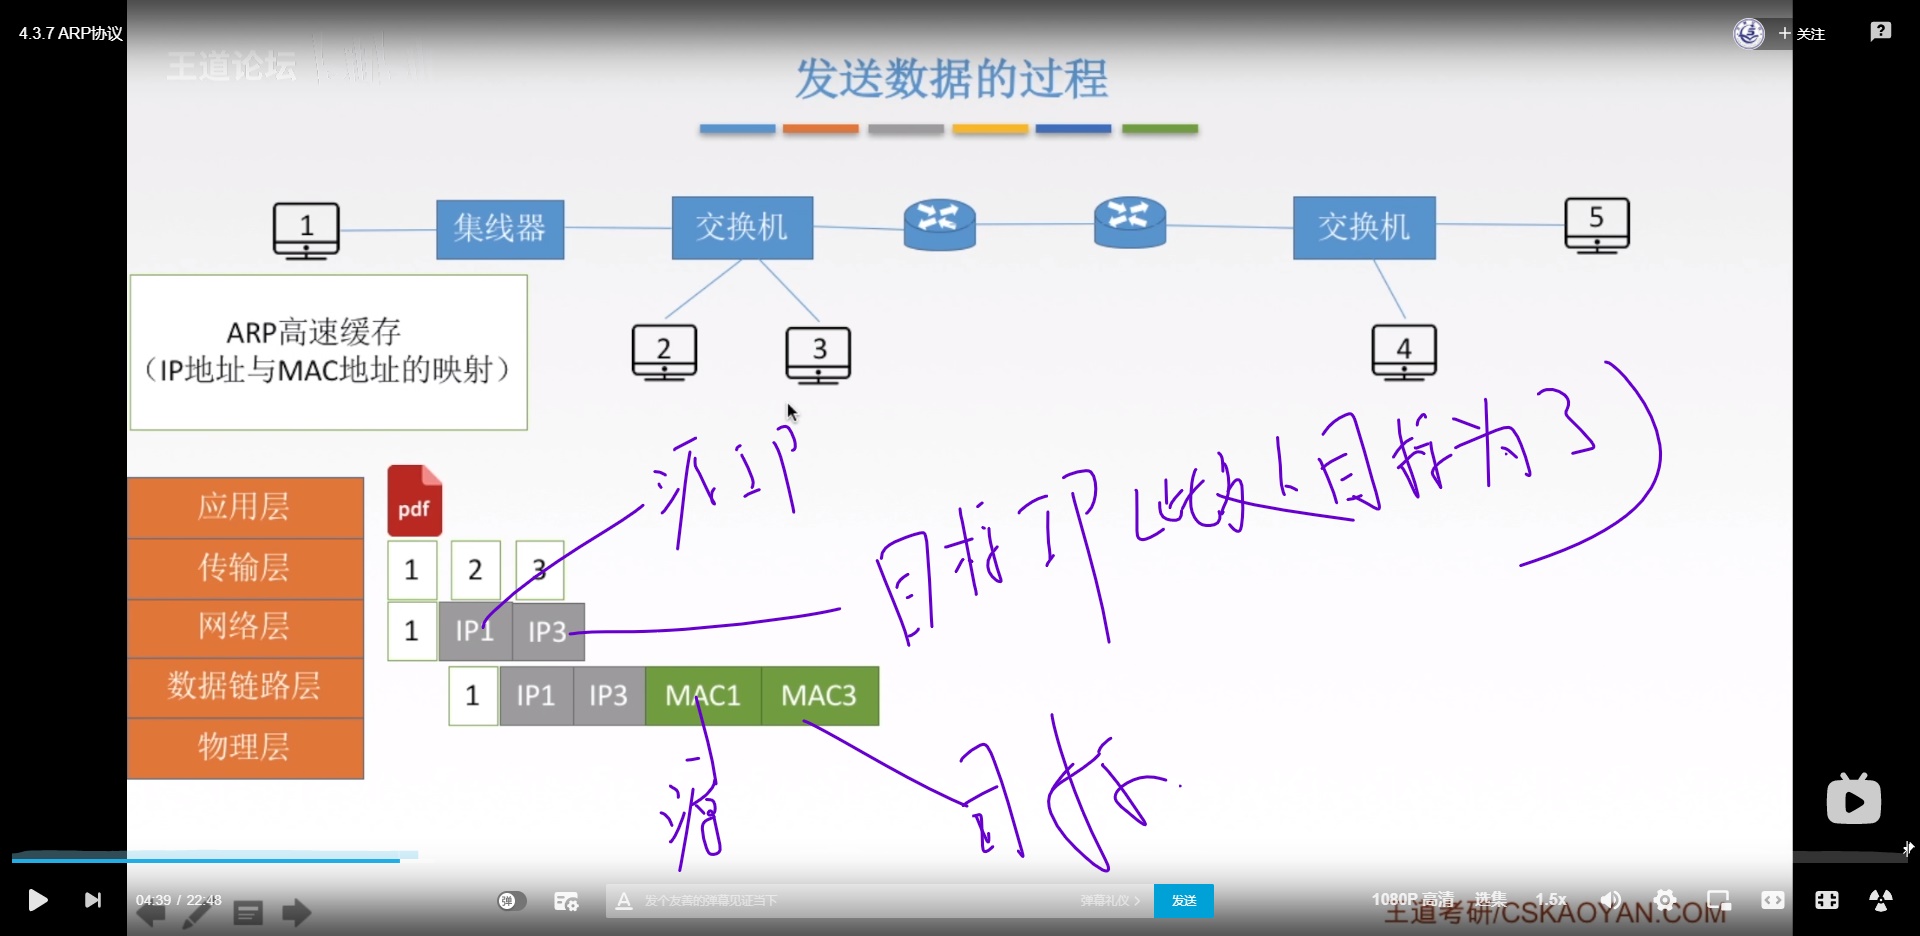 4.3.7 ARP协议
+ 关注
?
王道论坛
发送数据的过程
1
集线器
交换机
交换机
5
2
3
4
ARP高速缓存
（IP地址与MAC地址的映射）
源IP
目标IP（此次目标为3）
应用层
pdf
传输层
1 2 3
网络层
1 IP1 IP3
数据链路层
1 IP1 IP3 MAC1 MAC3
物理层
源
目标
04:39 / 22:48
弹
A 发个友善的弹幕见证当下
弹幕礼仪 >
发送
1080P 高清
选集
1.5x
王道考研/CSKAOYAN.COM